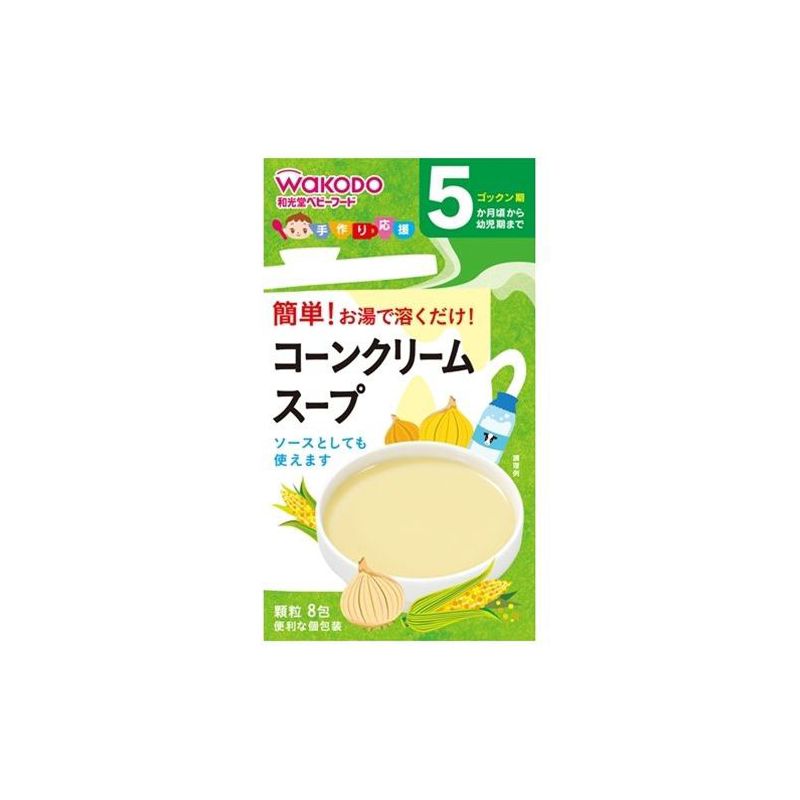 WAKODO
和光堂ベビーフード
手作り応援
5
ゴックン期
か月頃から
幼児期まで
簡単!お湯で溶くだけ!
コーンクリーム
スープ
ソースとしても
使えます
調理例
顆粒 8包
便利な個包装